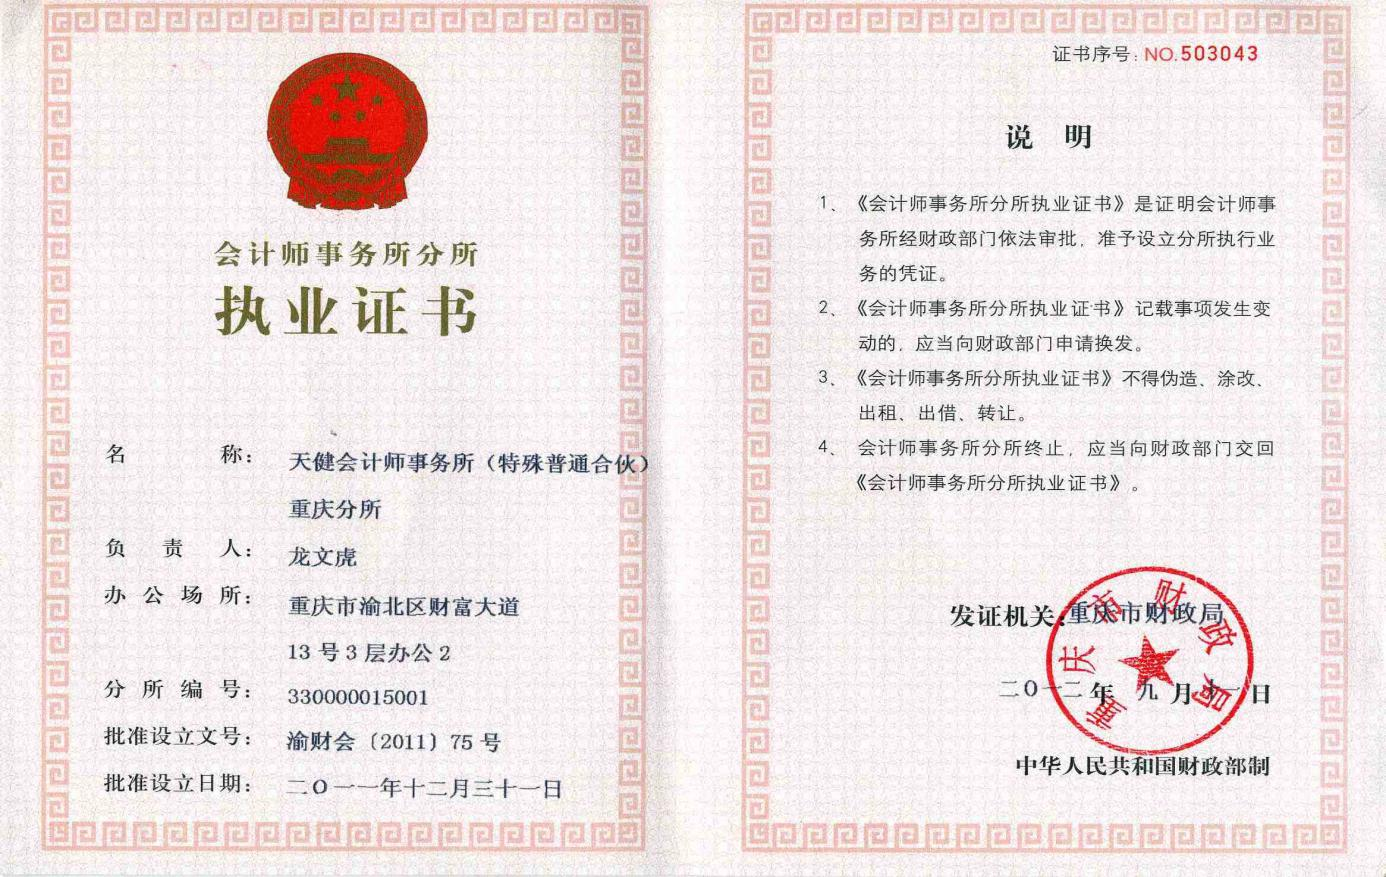 会计师事务所分所
执业证书
名称：天健会计师事务所（特殊普通合伙）
重庆分所
负责人：龙文虎
办公场所：重庆市渝北区财富大道
13 号 3 层办公 2
分所编号：330000015001
批准设立文号：渝财会〔2011〕75 号
批准设立日期：二〇一一年十二月三十一日
证书序号：NO.503043
说 明
1、《会计师事务所分所执业证书》是证明会计师事
务所经财政部门依法审批，准予设立分所执行业
务的凭证。
2、《会计师事务所分所执业证书》记载事项发生变
动的，应当向财政部门申请换发。
3、《会计师事务所分所执业证书》不得伪造、涂改、
出租、出借、转让。
4、会计师事务所分所终止，应当向财政部门交回
《会计师事务所分所执业证书》。
发证机关：重庆市财政局
重庆市财政局
二〇一二年九月十一日
中华人民共和国财政部制